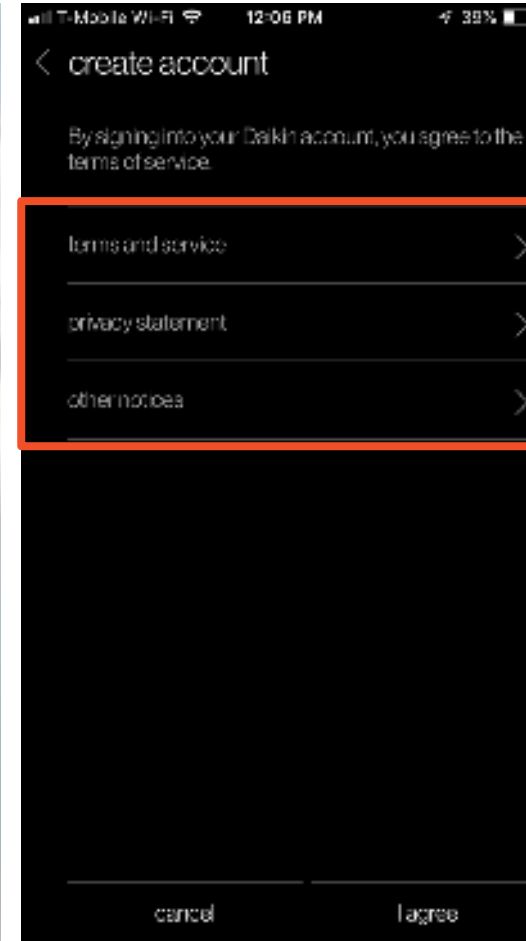 T-Mobile Wi-Fi 12:06 PM 39%
create account
By signing into your Daikin account, you agree to the
terms of service.
terms and service
privacy statement
other notices
cancel I agree